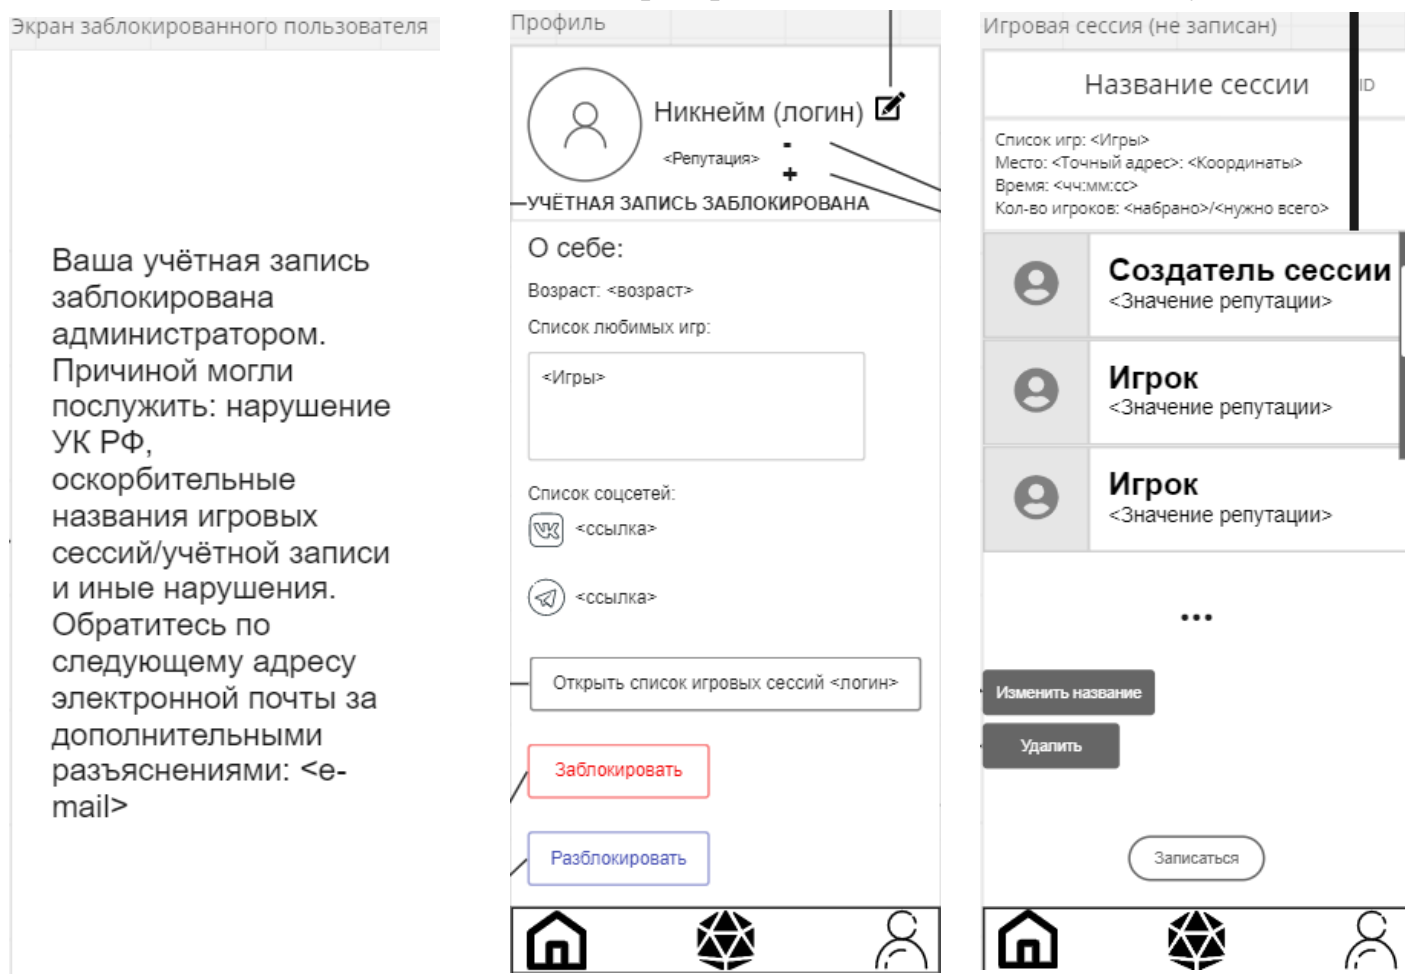 Экран заблокированного пользователя
Ваша учётная запись
заблокирована
администратором.
Причиной могли
послужить: нарушение
УК РФ,
оскорбительные
названия игровых
сессий/учётной записи
и иные нарушения.
Обратитесь по
следующему адресу
электронной почты за
дополнительными
разъяснениями: <e-
mail>
Профиль
Никнейм (логин)
<Репутация>
-
+
УЧЁТНАЯ ЗАПИСЬ ЗАБЛОКИРОВАНА
О себе:
Возраст: <возраст>
Список любимых игр:
<Игры>
Список соцсетей:
<ссылка>
<ссылка>
Открыть список игровых сессий <логин>
Заблокировать
Разблокировать
Игровая сессия (не записан)
Название сессии
ID
Список игр: <Игры>
Место: <Точный адрес>: <Координаты>
Время: <чч:мм:сс>
Кол-во игроков: <набрано>/<нужно всего>
Создатель сессии
<Значение репутации>
Игрок
<Значение репутации>
Игрок
<Значение репутации>
...
Изменить название
Удалить
Записаться